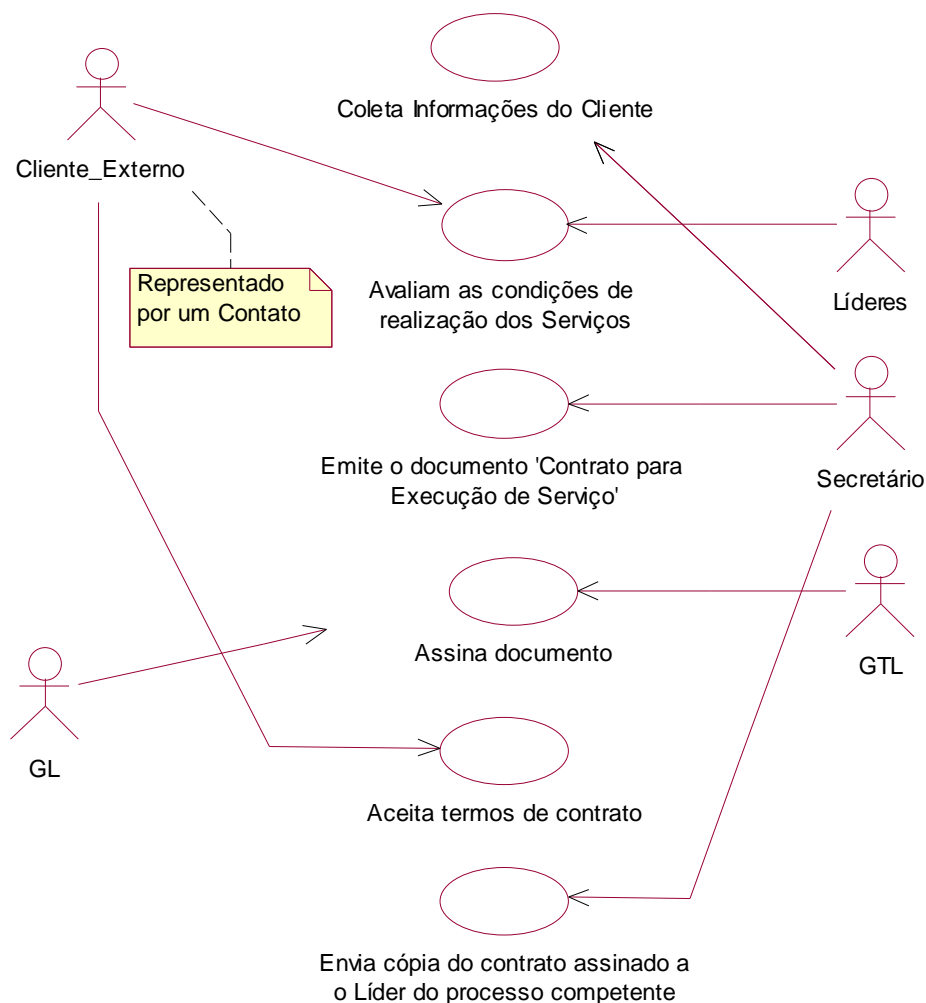 Coleta Informações do Cliente
Cliente_Externo
Representado
por um Contato
Avaliam as condições de
realização dos Serviços
Líderes
Emite o documento 'Contrato para
Execução de Serviço'
Secretário
Assina documento
GTL
GL
Aceita termos de contrato
Envia cópia do contrato assinado a
o Líder do processo competente